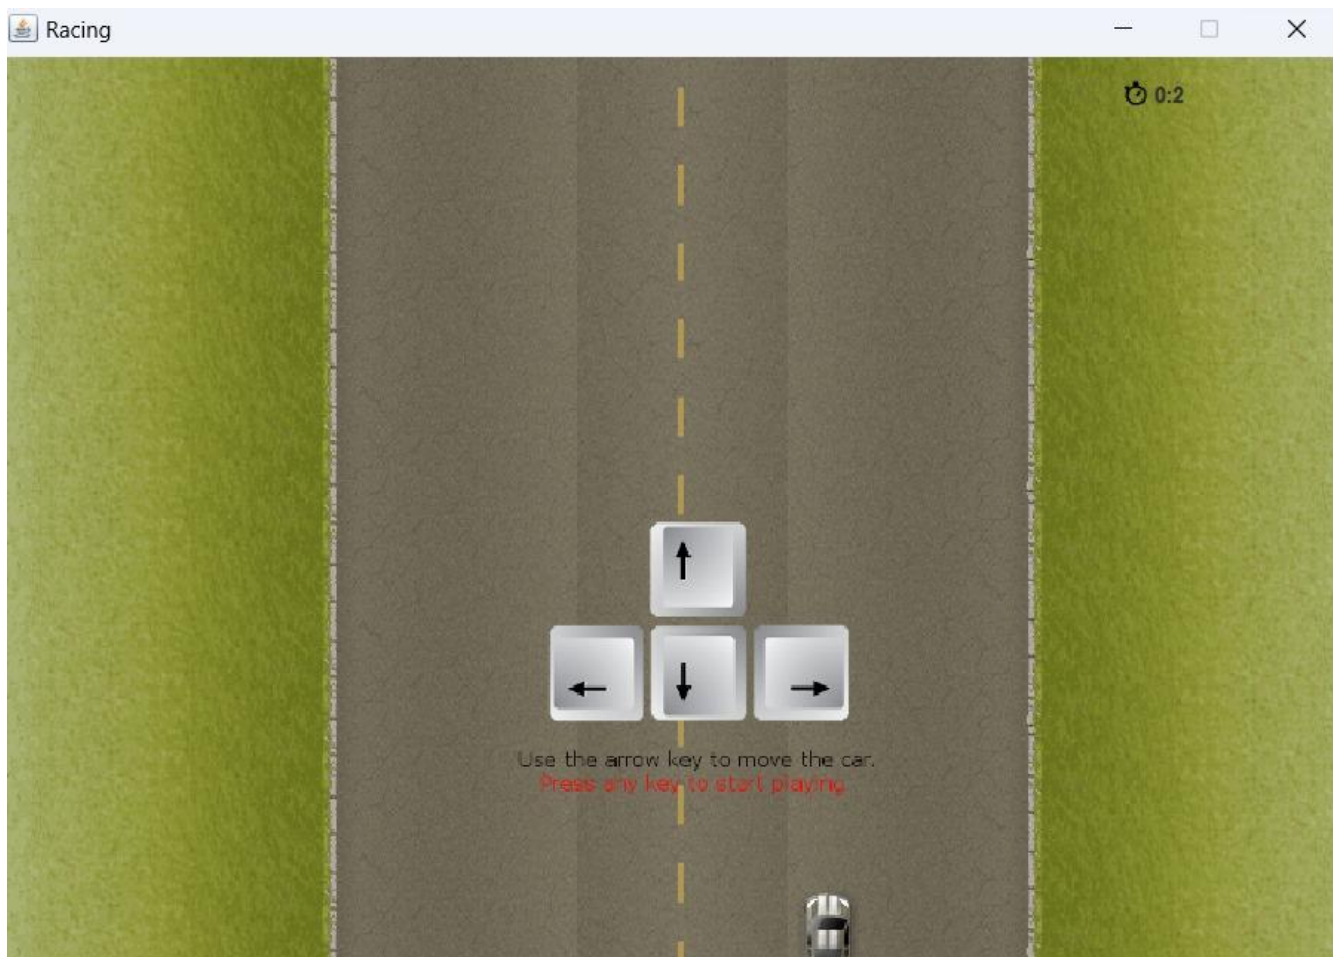 Racing
0:2
Use the arrow key to move the car.
Press any key to start playing.